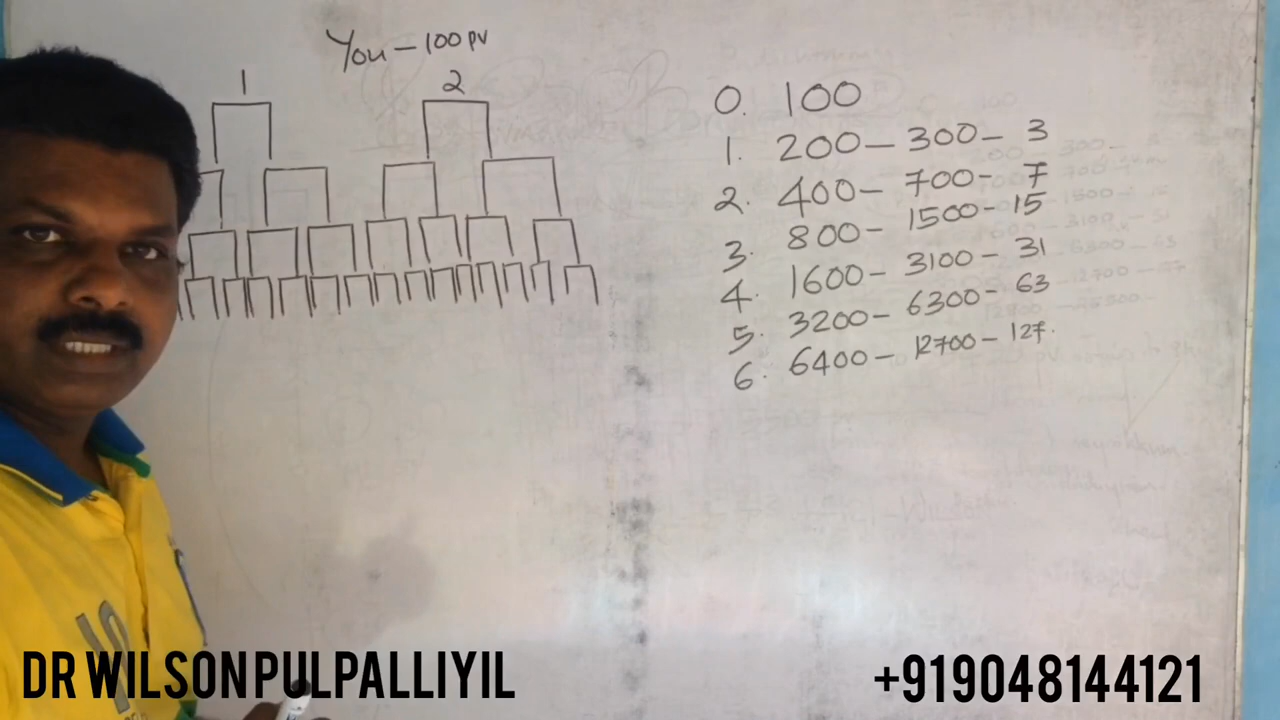 You – 100 PV
1
2
0. 100
1. 200 – 300 – 3
2. 400 – 700 – 7
3. 800 – 1500 – 15
4. 1600 – 3100 – 31
5. 3200 – 6300 – 63
6. 6400 – 12700 – 127.
DR WILSON PULPALLIYIL
+919048144121